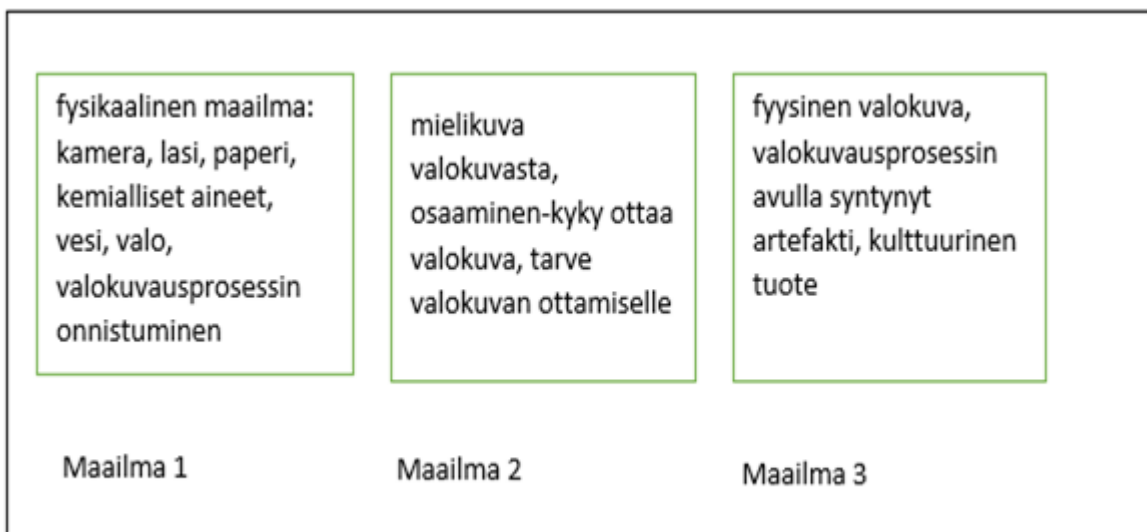 fysikaalinen maailma:
kamera, lasi, paperi,
kemialliset aineet,
vesi, valo,
valokuvausprosessin
onnistuminen
mielikuva
valokuvasta,
osaaminen-kyky ottaa
valokuva, tarve
valokuvan ottamiselle
fyysinen valokuva,
valokuvausprosessin
avulla syntynyt
artefakti, kulttuurinen
tuote
Maailma 1
Maailma 2
Maailma 3